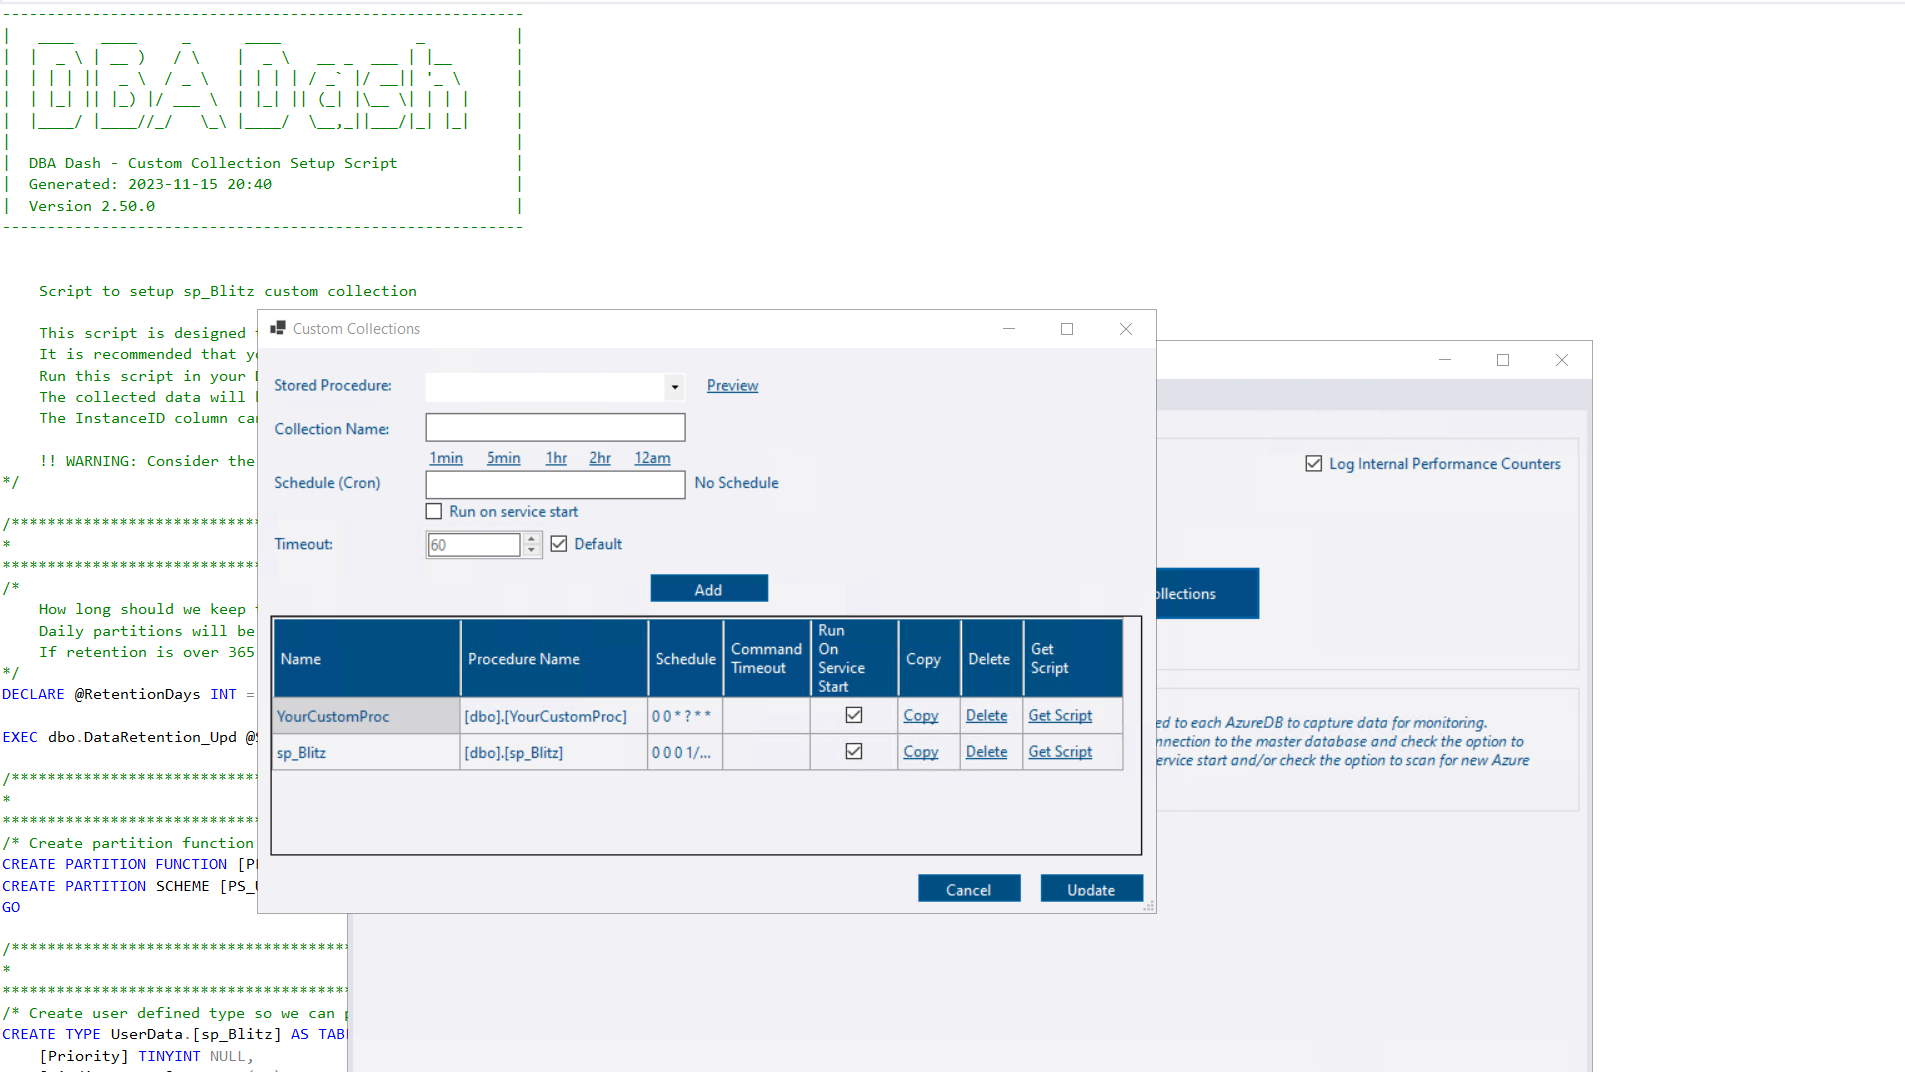 DBA Dash
DBA Dash - Custom Collection Setup Script
Generated: 2023-11-15 20:40
Version 2.50.0
Script to setup sp_Blitz custom collection
This script is designed
It is recommended that
Run this script in your
The collected data will
The InstanceID column
!! WARNING: Consider the
*/
/****************************
*
****************************
/*
How long should we keep
Daily partitions will be
If retention is over 365
*/
DECLARE @RetentionDays INT =
EXEC dbo.DataRetention_Upd
/****************************
*
****************************
/* Create partition function
CREATE PARTITION FUNCTION
CREATE PARTITION SCHEME
GO
/**************************************
*
**************************************
/* Create user defined type so we can
CREATE TYPE UserData.[sp_Blitz] AS
[Priority] TINYINT NULL,
Custom Collections
Stored Procedure:
Preview
Collection Name:
1min 5min 1hr 2hr 12am
Schedule (Cron)
No Schedule
Run on service start
Timeout:
60
Default
Add
Name Procedure Name Schedule Command Timeout Run On Service Start Copy Delete Get Script
YourCustomProc [dbo].[YourCustomProc] 0 0 * ? * * Copy Delete Get Script
sp_Blitz [dbo].[sp_Blitz] 0 0 0 1/... Copy Delete Get Script
Cancel Update
Log Internal Performance Counters
ollections
ed to each AzureDB to capture data for monitoring.
nnection to the master database and check the option to
ervice start and/or check the option to scan for new Azure